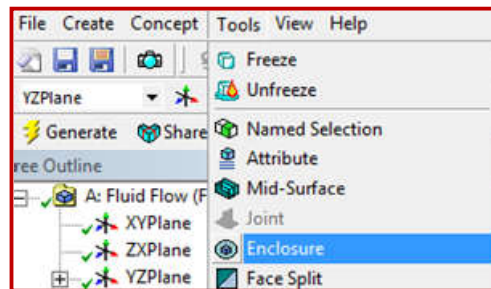 File Create Concept Tools View Help
Freeze
YZPlane
Unfreeze
Generate Share
Named Selection
ree Outline
Attribute
A: Fluid Flow (F
Mid-Surface
XYPlane
Joint
ZXPlane
Enclosure
YZPlane
Face Split